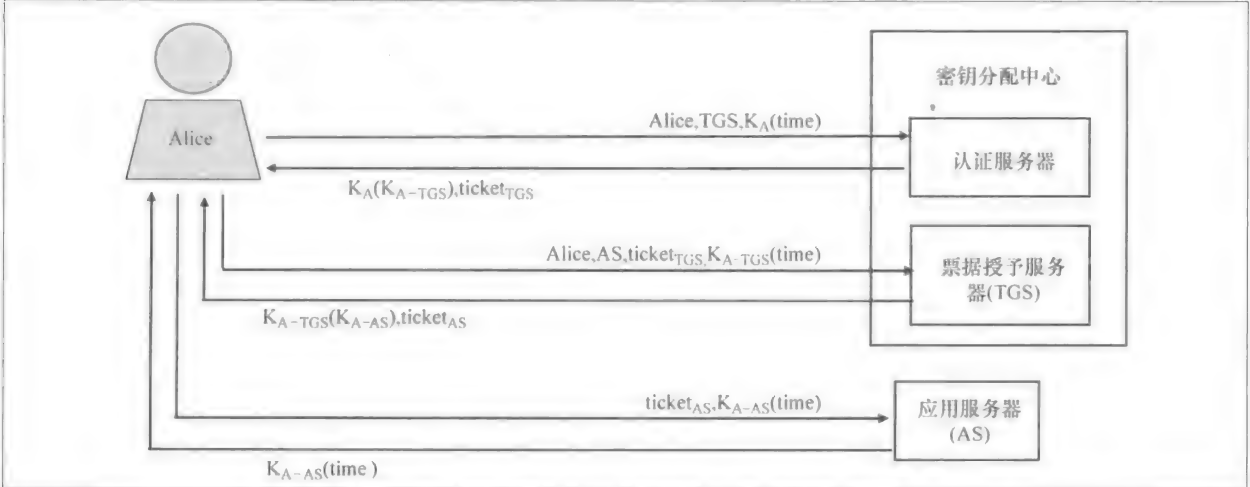 密钥分配中心
Alice,TGS,K_A(time)
Alice
认证服务器
K_A(K_A-TGS),ticket_TGS
Alice,AS,ticket_TGS,K_A-TGS(time)
票据授予服务
器(TGS)
K_A-TGS(K_A-AS),ticket_AS
ticket_AS,K_A-AS(time)
应用服务器
(AS)
K_A-AS(time)